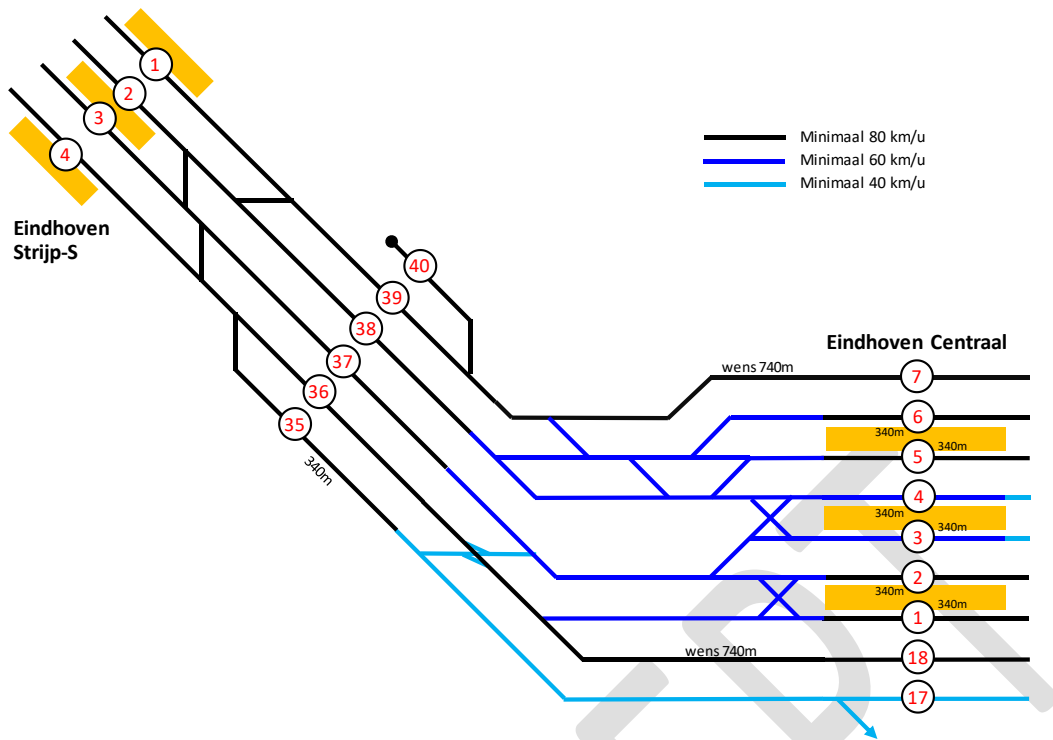 1
2
3
4
Minimaal 80 km/u
Minimaal 60 km/u
Minimaal 40 km/u
Eindhoven
Strijp-S
40
39
38
37
36
35
340m
Eindhoven Centraal
wens 740m
7
6
340m
340m
5
4
340m
340m
3
2
340m
340m
1
wens 740m
18
17